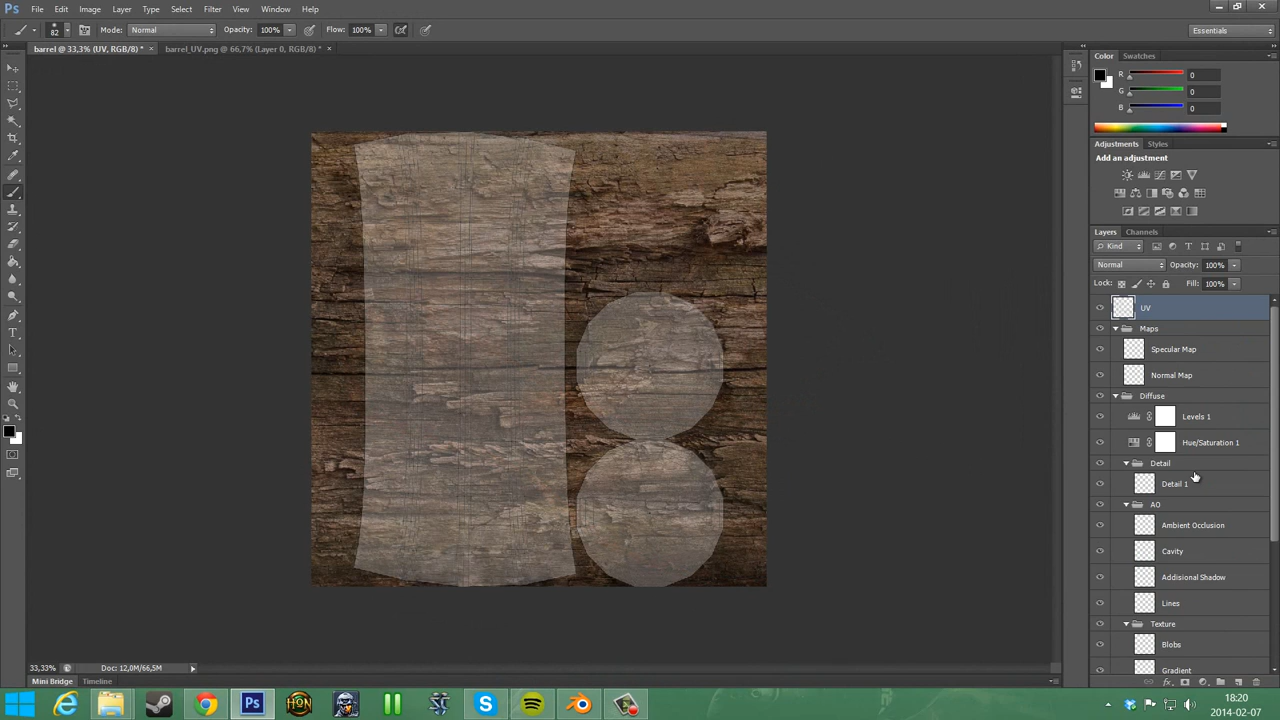 Ps File Edit Image Layer Type Select Filter View Window Help
82 Mode: Normal Opacity: 100% Flow: 100% Essentials
barrel @ 33,3% (UV, RGB/8) * × barrel_UV.png @ 66,7% (Layer 0, RGB/8) * ×
Color Swatches
R 0
G 0
B 0
Adjustments Styles
Add an adjustment
Layers Channels
Kind
Normal Opacity: 100%
Lock: Fill: 100%
UV
Maps
Specular Map
Normal Map
Diffuse
Levels 1
Hue/Saturation 1
Detail
Detail 1
AO
Ambient Occlusion
Cavity
Addisional Shadow
Lines
Texture
Blobs
Gradient
33,33% Doc: 12,0M/66,5M
Mini Bridge Timeline
Ps
HON
18:20
2014-02-07